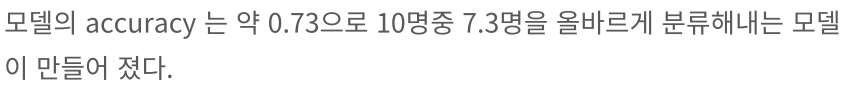 모델의 accuracy 는 약 0.73으로 10명중 7.3명을 올바르게 분류해내는 모델
이 만들어 졌다.